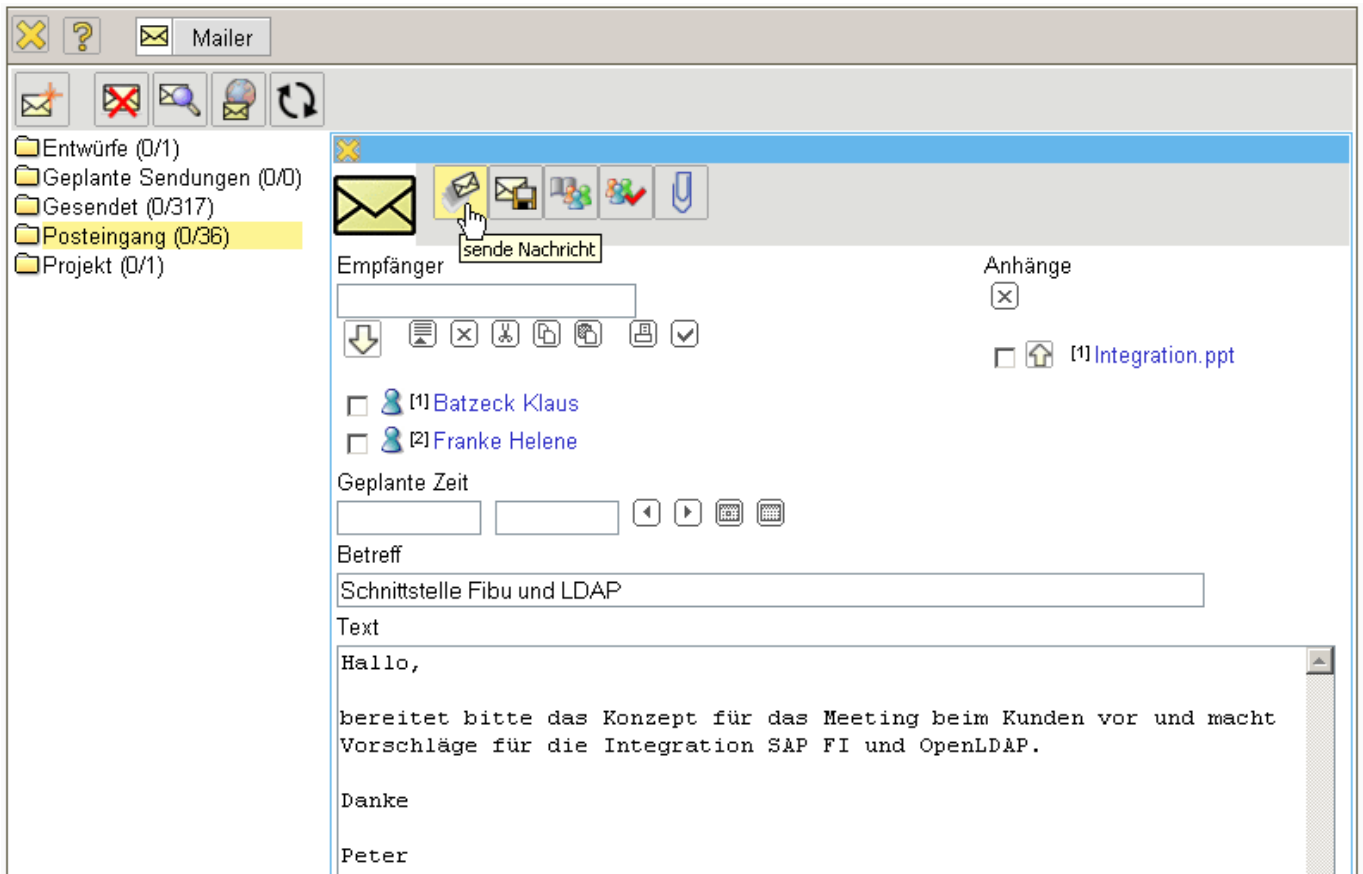 Mailer
Entwürfe (0/1)
Geplante Sendungen (0/0)
Gesendet (0/317)
Posteingang (0/36)
Projekt (0/1)
sende Nachricht
Empfänger
Anhänge
[1] Integration.ppt
[1] Batzeck Klaus
[2] Franke Helene
Geplante Zeit
Betreff
Schnittstelle Fibu und LDAP
Text
Hallo,
bereitet bitte das Konzept für das Meeting beim Kunden vor und macht
Vorschläge für die Integration SAP FI und OpenLDAP.
Danke
Peter